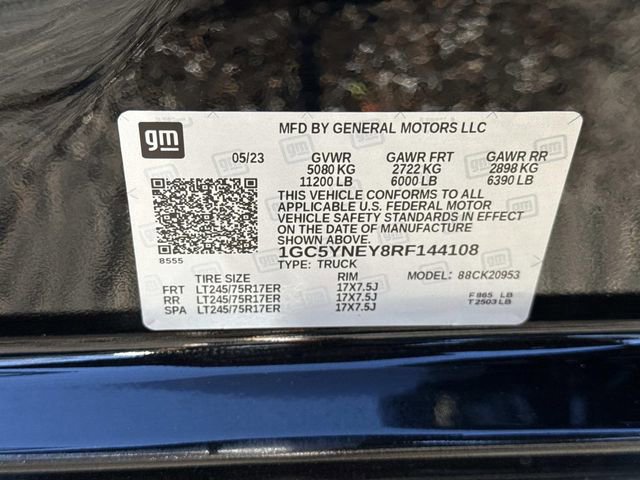 gm
MFD BY GENERAL MOTORS LLC
05/23 GVWR GAWR FRT GAWR RR
5080 KG 2722 KG 2898 KG
11200 LB 6000 LB 6390 LB
THIS VEHICLE CONFORMS TO ALL
APPLICABLE U.S. FEDERAL MOTOR
VEHICLE SAFETY STANDARDS IN EFFECT
ON THE DATE OF MANUFACTURE
SHOWN ABOVE.
8555
1GC5YNEY8RF144108
TYPE: TRUCK MODEL: 88CK20953
TIRE SIZE RIM
FRT LT245/75R17ER 17X7.5J F865 LB
RR LT245/75R17ER 17X7.5J T2503 LB
SPA LT245/75R17ER 17X7.5J